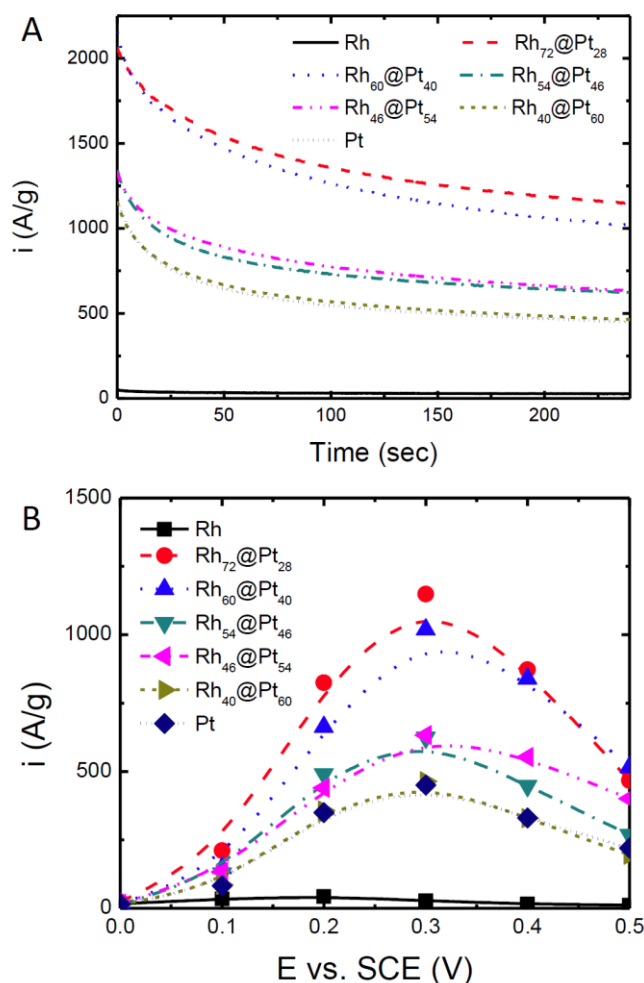 A
2000
1500
1000
500
0
i (A/g)
Rh
Rh₇₂@Pt₂₈
Rh₆₀@Pt₄₀
Rh₅₄@Pt₄₆
Rh₄₆@Pt₅₄
Rh₄₀@Pt₆₀
Pt
0 50 100 150 200
Time (sec)
B
1500
1000
500
0
i (A/g)
Rh
Rh₇₂@Pt₂₈
Rh₆₀@Pt₄₀
Rh₅₄@Pt₄₆
Rh₄₆@Pt₅₄
Rh₄₀@Pt₆₀
Pt
0.0 0.1 0.2 0.3 0.4 0.5
E vs. SCE (V)